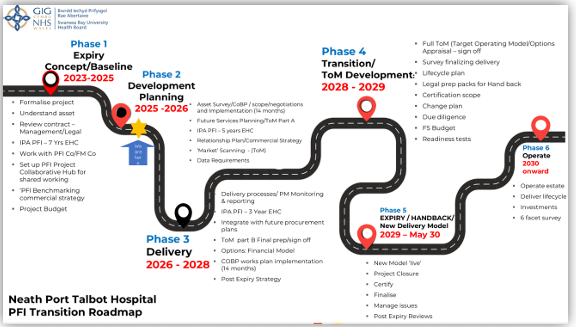 GIG
CYMRU
NHS
WALES
Bwrdd Iechyd Prifysgol
Bae Abertawe
Swansea Bay University
Health Board
Phase 1
Expiry
Concept/Baseline
2023-2025
Formalise project
Understand asset
Review contract –
Management/Legal
IPA PFI – 7 Yrs EHC
Work with PFI Co/FM Co
Set up PFI Project
Collaborative Hub for
shared working
'PFI Benchmarking
commercial strategy
Project Budget
Phase 2
Development
Planning
2025 -2026
Asset Survey/CoBP / scope/negotiations
and Implementation (14 months)
Future Services Planning/ToM Part A
IPA PFI – 5 years EHC
Relationship Plan/Commercial Strategy
'Market' Scanning – (ToM)
Data Requirements
Phase 3
Delivery
2026 - 2028
Delivery processes/ PM Monitoring
& reporting
IPA PFI – 3 Year EHC
Integrate with future procurement
plans
ToM part B Final prep/sign off
Options: Financial Model
COBP works plan implementation
(14 months)
Post Expiry Strategy
Phase 4
Transition/
ToM Development:'
2028 - 2029
Full ToM (Target Operating Model/Options
Appraisal – sign off
Survey finalizing delivery
Lifecycle plan
Legal prep packs for Hand back
Certification scope
Change plan
Due diligence
FS Budget
Readiness tests
Phase 5
EXPIRY / HANDBACK/
New Delivery Model
2029 – May 30
New Model 'live'
Project Closure
Certify
Finalise
Manage issues
Post Expiry Reviews
Phase 6
Operate
2030
onward
Operate estate
Deliver lifecycle
Investments
6 facet survey
Neath Port Talbot Hospital
PFI Transition Roadmap